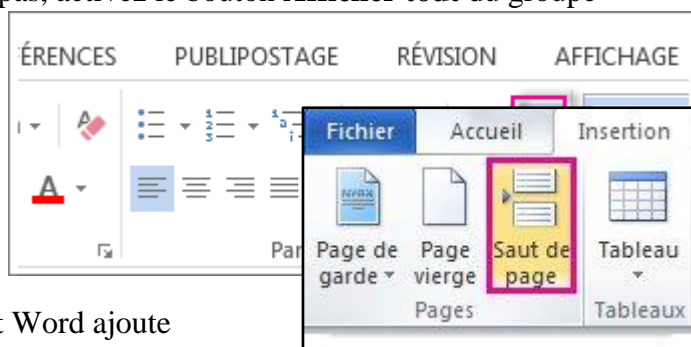 pas, activez le bouton Afficher tout du groupe
ÉRENCES PUBLIPOSTAGE RÉVISION AFFICHAGE
Fichier Accueil Insertion
A
Par
Page de garde
Page vierge
Saut de page
Tableau
Pages Tableaux
t Word ajoute